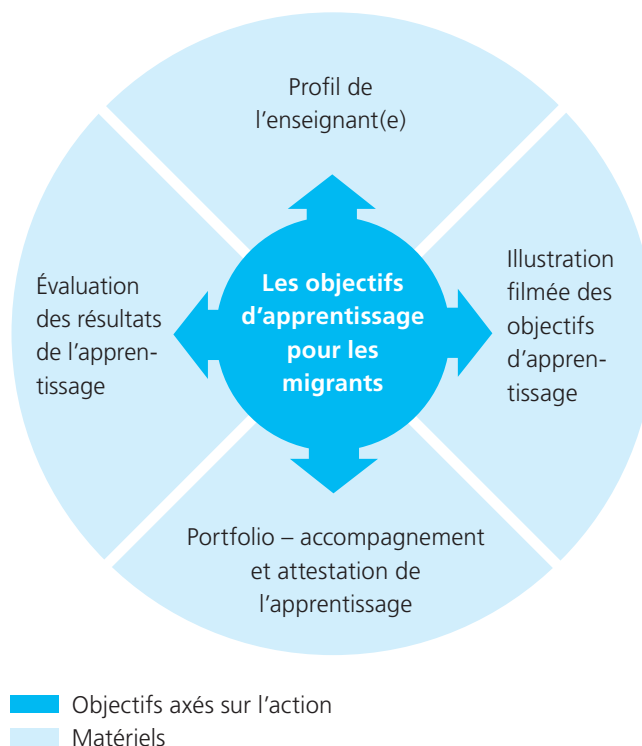 Profil de
l'enseignant(e)
Évaluation
des résultats
de l'appren-
tissage
Les objectifs
d'apprentissage
pour les
migrants
Illustration
filmée des
objectifs
d'appren-
tissage
Portfolio – accompagnement
et attestation de
l'apprentissage
Objectifs axés sur l'action
Matériels